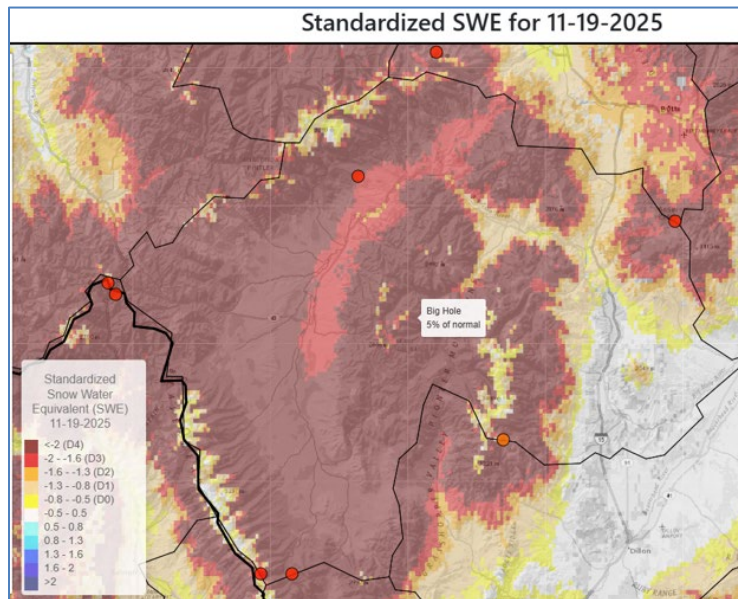 Standardized SWE for 11-19-2025
Big Hole
5% of normal
Standardized
Snow Water
Equivalent (SWE)
11-19-2025
<-2 (D4)
-2 - -1.6 (D3)
-1.6 - -1.3 (D2)
-1.3 - -0.8 (D1)
-0.8 - -0.5 (D0)
-0.5 - 0.5
0.5 - 0.8
0.8 - 1.3
1.3 - 1.6
1.6 - 2
>2
Dillon